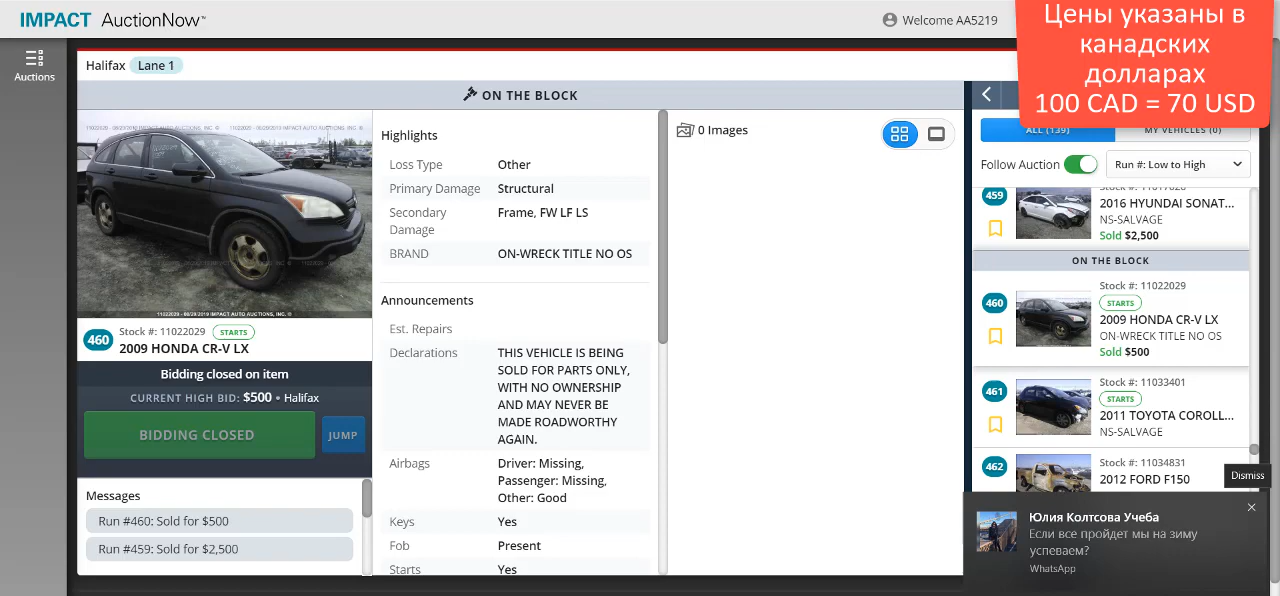 IMPACT AuctionNow™
Welcome AA5219
Цены указаны в
канадских
долларах
100 CAD = 70 USD
Auctions
Halifax Lane 1
ON THE BLOCK
11022029 - 08/29/2019 IMPACT AUTO AUCTIONS, INC. ©
460
Stock #: 11022029 STARTS
2009 HONDA CR-V LX
Bidding closed on item
CURRENT HIGH BID: $500 • Halifax
BIDDING CLOSED
JUMP
Messages
Run #460: Sold for $500
Run #459: Sold for $2,500
Highlights
Loss Type Other
Primary Damage Structural
Secondary Damage Frame, FW LF LS
BRAND ON-WRECK TITLE NO OS
Announcements
Est. Repairs
Declarations THIS VEHICLE IS BEING
SOLD FOR PARTS ONLY,
WITH NO OWNERSHIP
AND MAY NEVER BE
MADE ROADWORTHY
AGAIN.
Airbags Driver: Missing,
Passenger: Missing,
Other: Good
Keys Yes
Fob Present
Starts Yes
0 Images
ALL (139) MY VEHICLES (0)
Follow Auction Run #: Low to High
459
2016 HYUNDAI SONAT...
NS-SALVAGE
Sold $2,500
ON THE BLOCK
460
Stock #: 11022029
STARTS
2009 HONDA CR-V LX
ON-WRECK TITLE NO OS
Sold $500
461
Stock #: 11033401
STARTS
2011 TOYOTA COROLL...
NS-SALVAGE
462
Stock #: 11034831
2012 FORD F150
Dismiss
Юлия Колтсова Учеба
Если все пройдет мы на зиму
успеваем?
WhatsApp